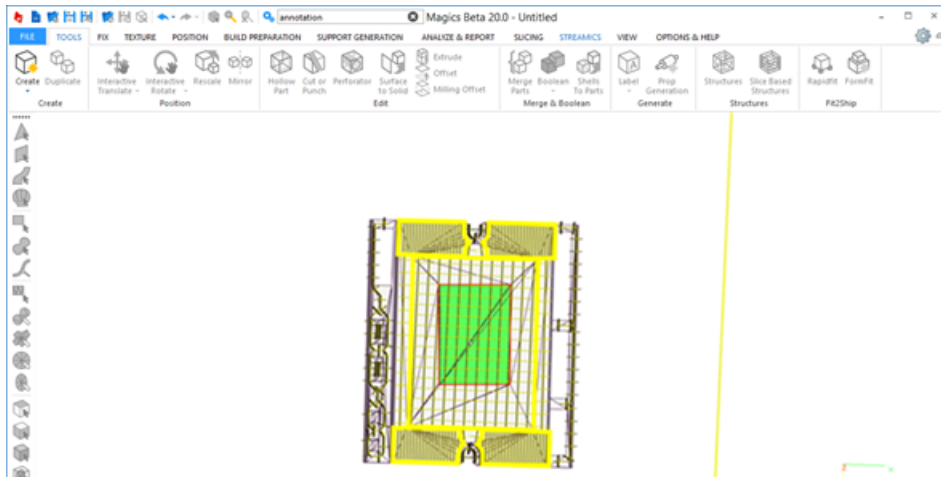 annotation
Magics Beta 20.0 - Untitled
FILE TOOLS FIX TEXTURE POSITION BUILD PREPARATION SUPPORT GENERATION ANALYZE & REPORT SLICING STREAMICS VIEW OPTIONS & HELP
Create Duplicate
Create
Interactive Translate Interactive Rotate Rescale Mirror
Position
Hollow Part Cut or Punch Perforator Surface to Solid
Extrude
Offset
Milling Offset
Edit
Merge Parts Boolean Shells To Parts
Merge & Boolean
Label Prop Generation
Generate
Structures Slice Based Structures
Structures
Rapidfit FormFit
Fit2Ship